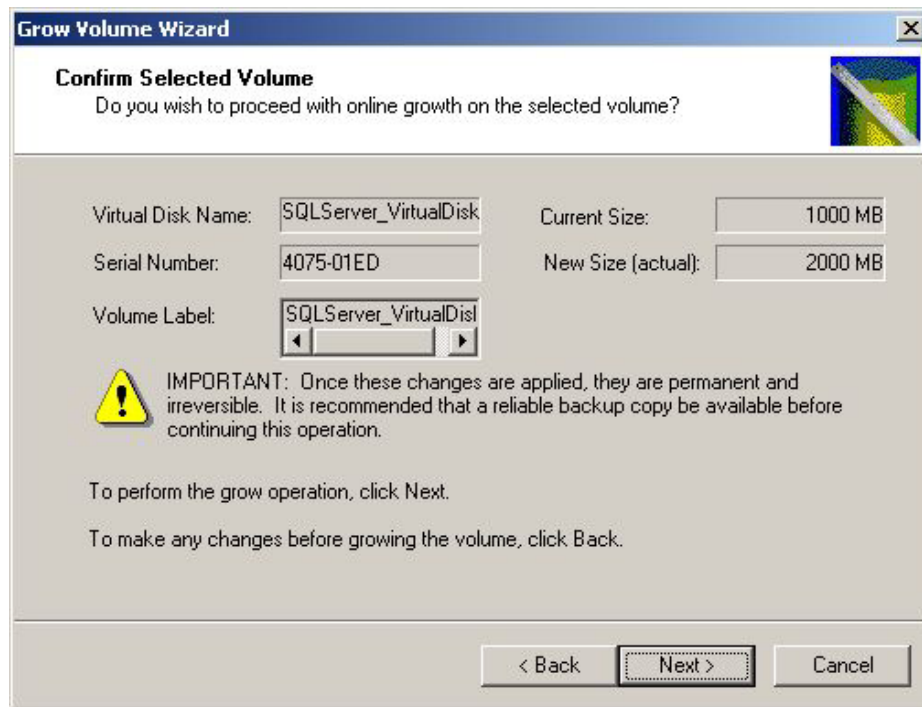 Grow Volume Wizard
Confirm Selected Volume
Do you wish to proceed with online growth on the selected volume?
Virtual Disk Name: SQLServer_VirtualDisk Current Size: 1000 MB
Serial Number: 4075-01ED New Size (actual): 2000 MB
Volume Label: SQLServer_VirtualDisl
IMPORTANT: Once these changes are applied, they are permanent and
irreversible. It is recommended that a reliable backup copy be available before
continuing this operation.
To perform the grow operation, click Next.
To make any changes before growing the volume, click Back.
< Back Next > Cancel